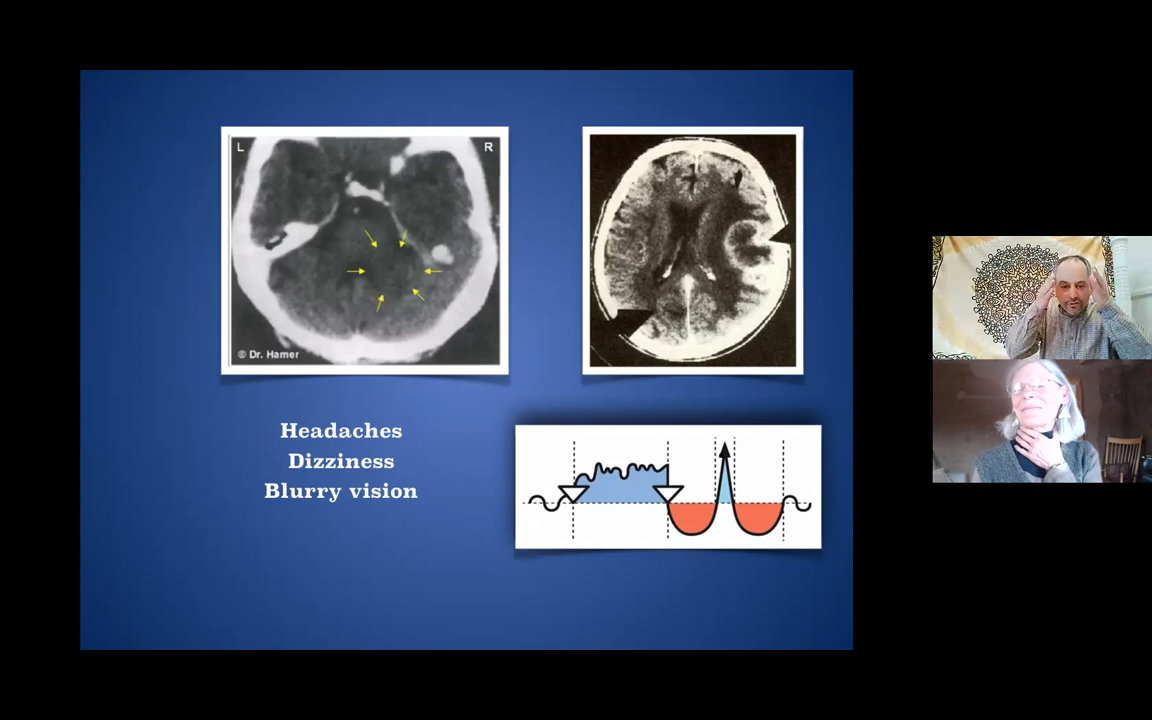 L
R
© Dr. Hamer
Headaches
Dizziness
Blurry vision